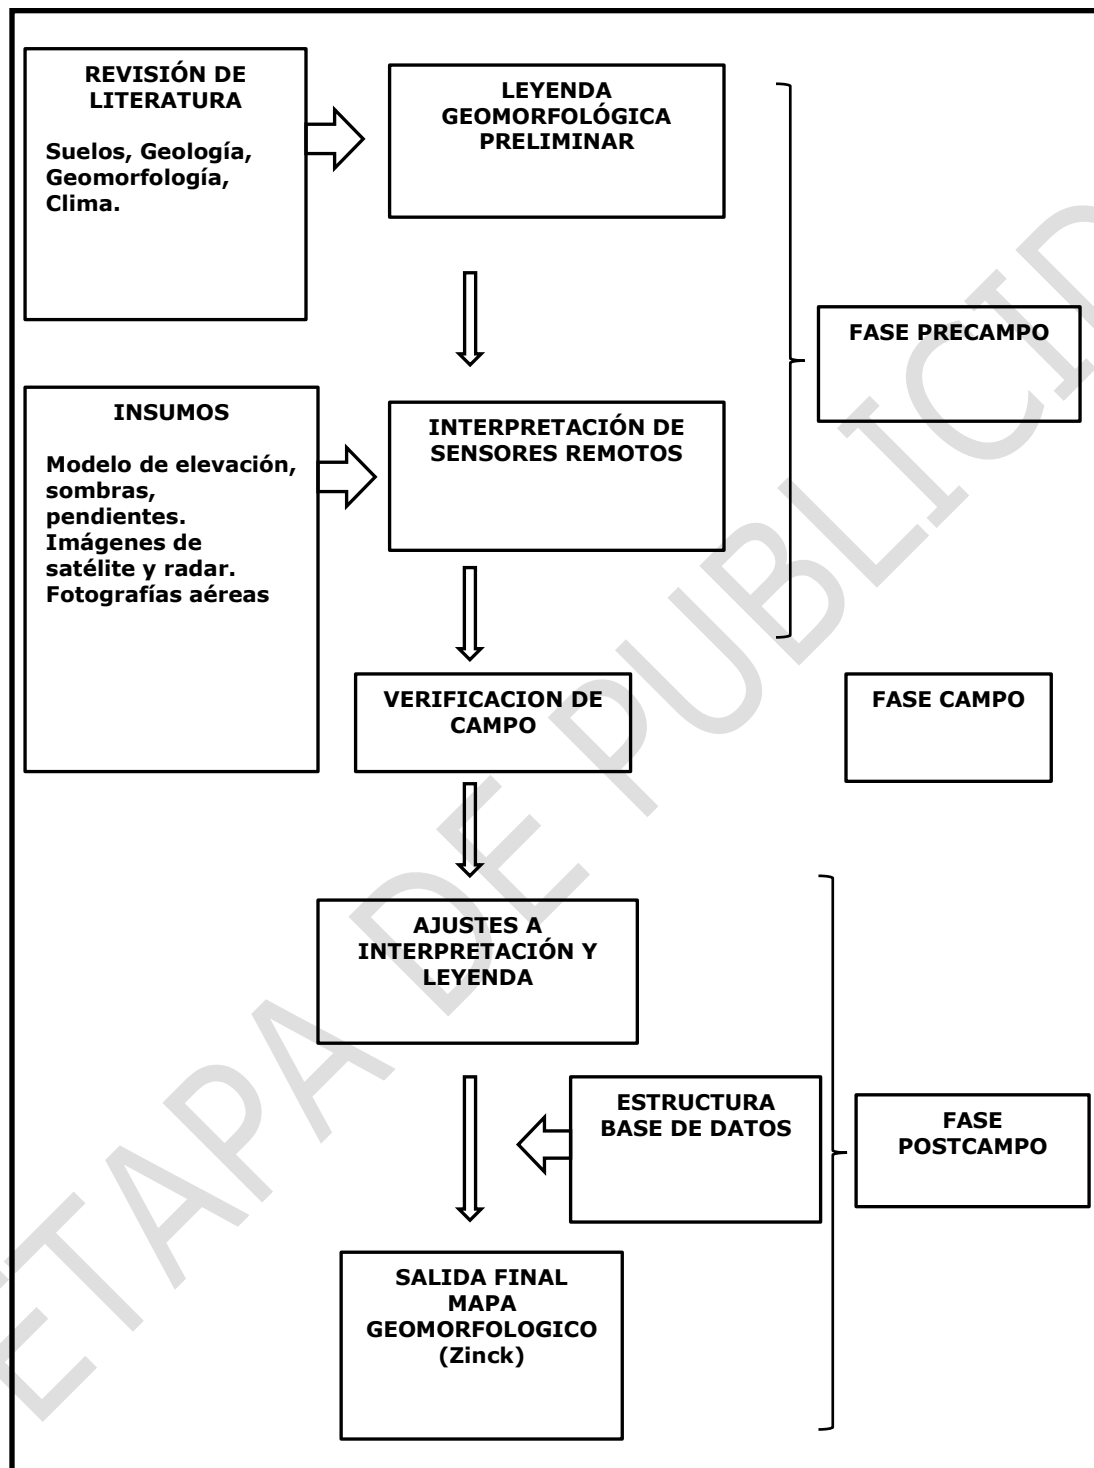 REVISIÓN DE
LITERATURA
Suelos, Geología,
Geomorfología,
Clima.
LEYENDA
GEOMORFOLÓGICA
PRELIMINAR
FASE PRECAMPO
INSUMOS
Modelo de elevación,
sombras,
pendientes.
Imágenes de
satélite y radar.
Fotografías aéreas
INTERPRETACIÓN DE
SENSORES REMOTOS
VERIFICACION DE
CAMPO
FASE CAMPO
AJUSTES A
INTERPRETACIÓN Y
LEYENDA
ESTRUCTURA
BASE DE DATOS
FASE
POSTCAMPO
SALIDA FINAL
MAPA
GEOMORFOLOGICO
(Zinck)
ETAPA DE PUBLICID